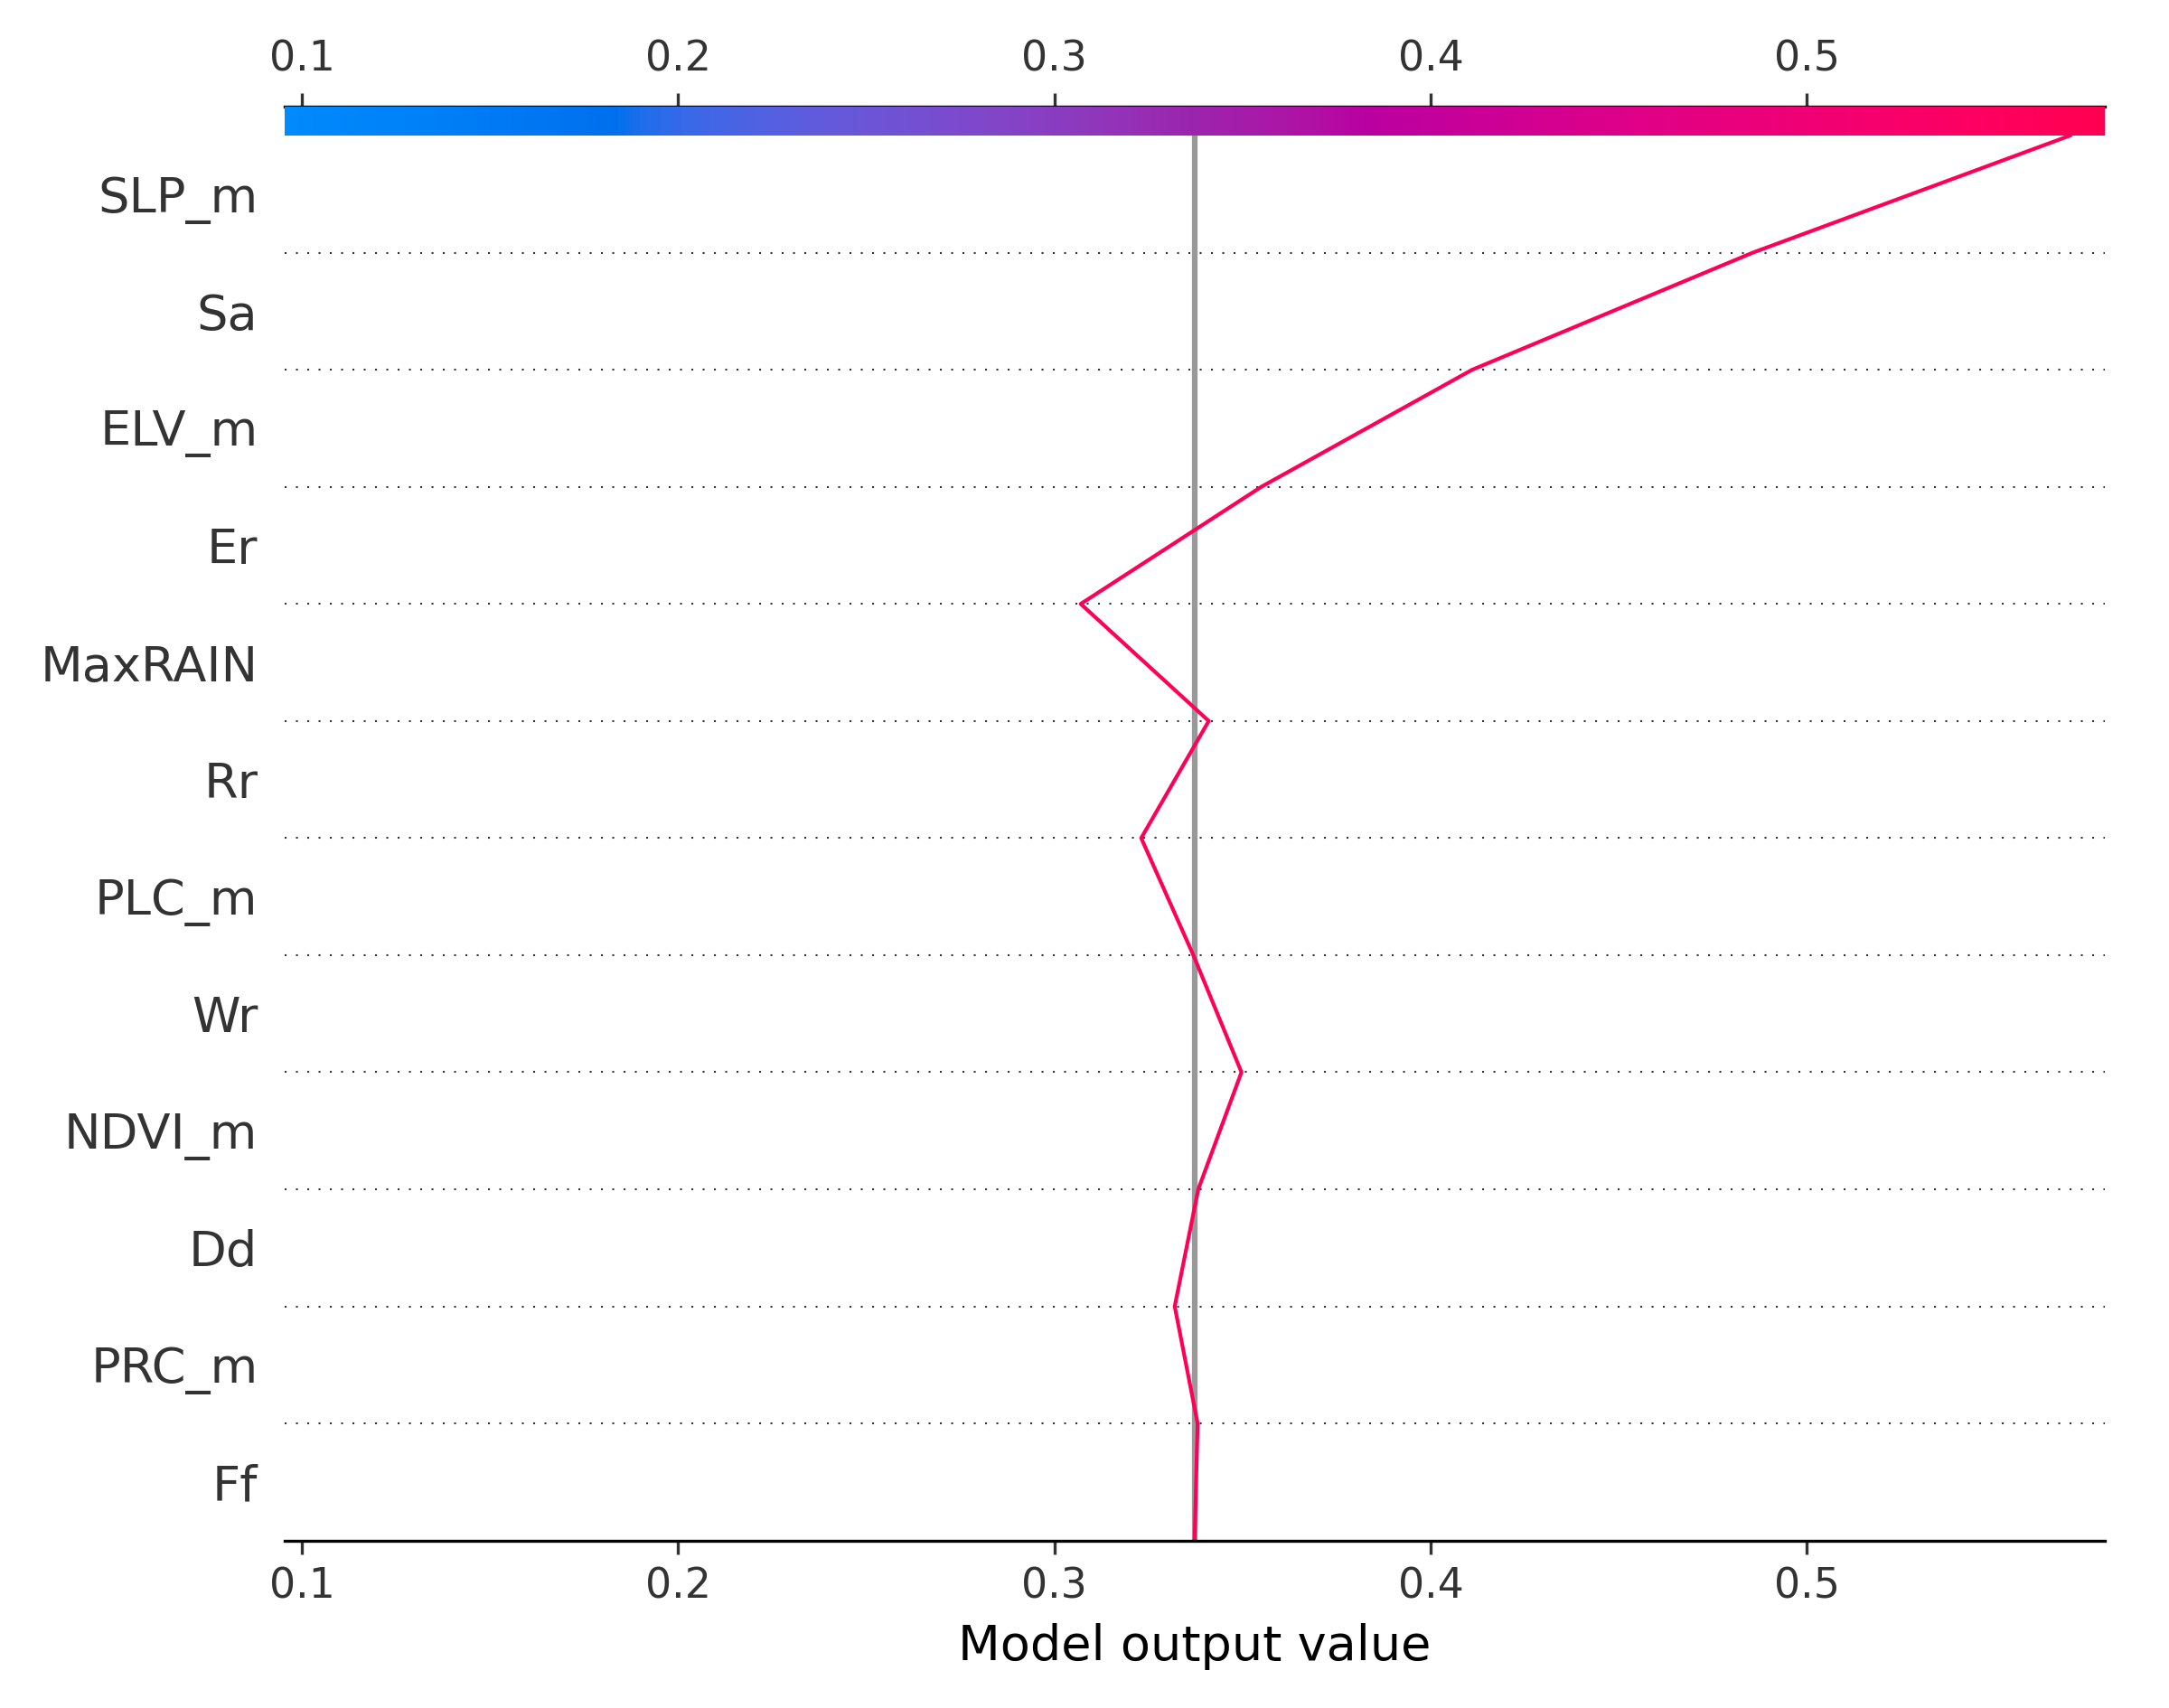 0.1 0.2 0.3 0.4 0.5
SLP_m
Sa
ELV_m
Er
MaxRAIN
Rr
PLC_m
Wr
NDVI_m
Dd
PRC_m
Ff
0.1 0.2 0.3 0.4 0.5
Model output value